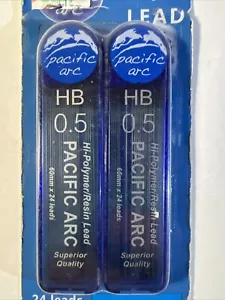 LEAD
pacific
arc
HB
0.5
Hi-Polymer/Resin Lead
PACIFIC ARC
60mm x 24 leads
Superior
Quality
pacific
arc
HB
0.5
Hi-Polymer/Resin Lead
PACIFIC ARC
60mm x 24 leads
Superior
Quality
24 leads